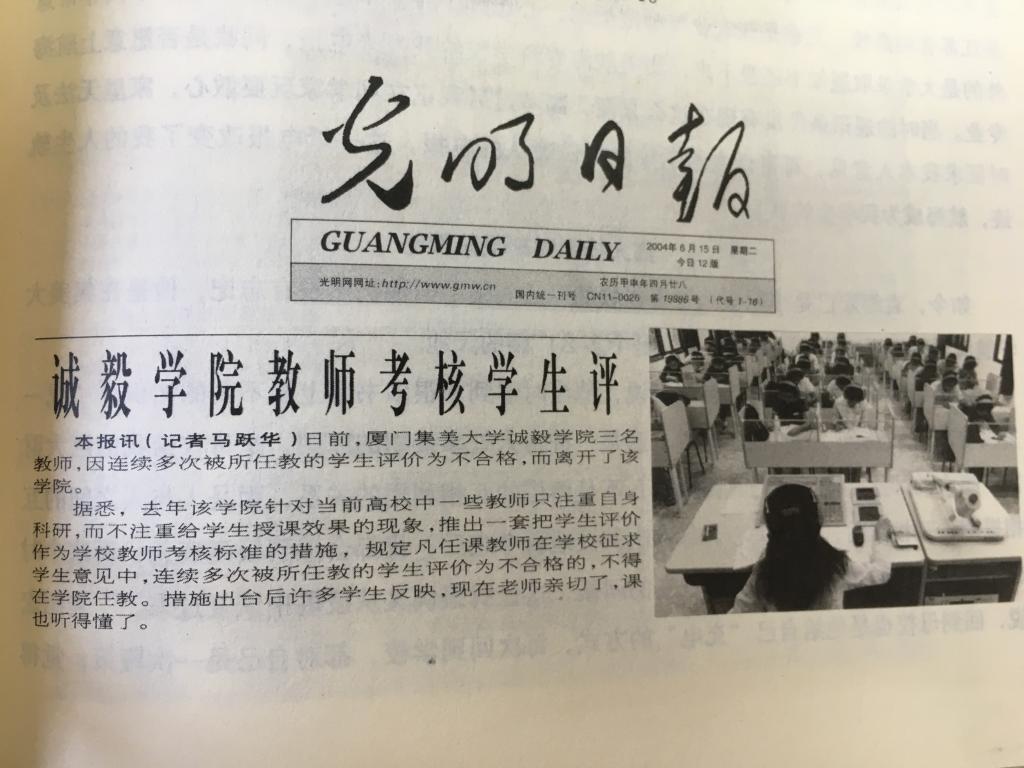 光明日报
GUANGMING DAILY
2004年6月15日 星期二
今日12版
光明网网址:http://www.gmw.cn
农历甲申年四月廿八
国内统一刊号 CN11-0026 第19886号 (代号1-16)
诚毅学院教师考核学生评
本报讯(记者马跃华)日前,厦门集美大学诚毅学院三名
教师,因连续多次被所任教的学生评价为不合格,而离开了该
学院。
据悉,去年该学院针对当前高校中一些教师只注重自身
科研,而不注重给学生授课效果的现象,推出一套把学生评价
作为学校教师考核标准的措施,规定凡任课教师在学校征求
学生意见中,连续多次被所任教的学生评价为不合格的,不得
在学院任教。措施出台后许多学生反映,现在老师亲切了,课
也听得懂了。